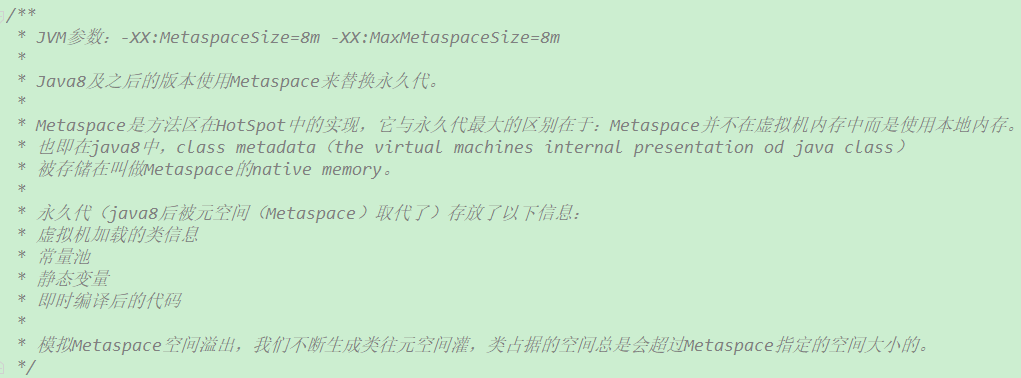 /**
 * JVM参数：-XX:MetaspaceSize=8m -XX:MaxMetaspaceSize=8m
 *
 * Java8及之后的版本使用Metaspace来替换永久代。
 *
 * Metaspace是方法区在HotSpot中的实现，它与永久代最大的区别在于：Metaspace并不在虚拟机内存中而是使用本地内存。
 * 也即在java8中，class metadata（the virtual machines internal presentation od java class）
 * 被存储在叫做Metaspace的native memory。
 *
 * 永久代（java8后被元空间（Metaspace）取代了）存放了以下信息：
 * 虚拟机加载的类信息
 * 常量池
 * 静态变量
 * 即时编译后的代码
 *
 * 模拟Metaspace空间溢出，我们不断生成类往元空间灌，类占据的空间总是会超过Metaspace指定的空间大小的。
 */